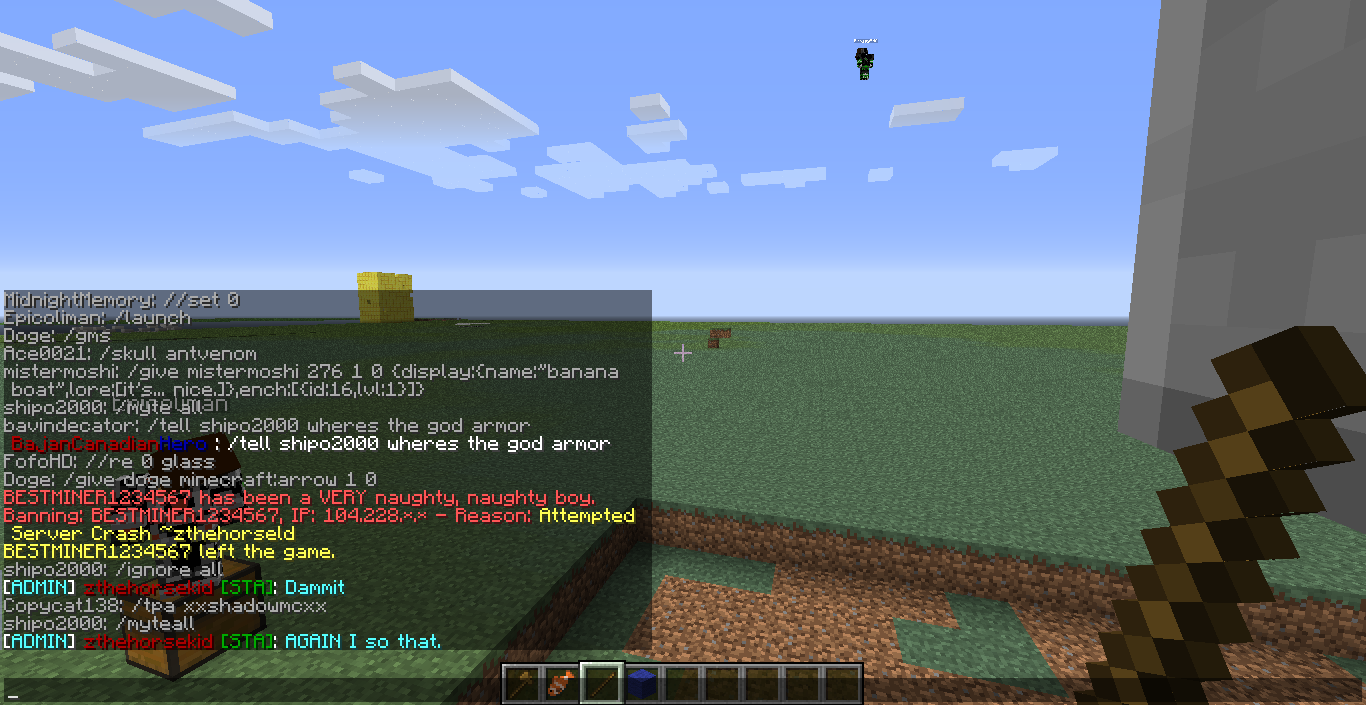 MidnightMemory: //set 0
Epicoliman: /launch
Doge: /gms
Ace0021: /skull antvenom
mistermoshi: /give mistermoshi 276 1 0 {display:{name:"banana
boat",lore:[it's... nice.]},ench:[{id:16,lvl:1}]}
shipo2000: /myte all
bavindecator: /tell shipo2000 wheres the god armor
BajanCanadianHero : /tell shipo2000 wheres the god armor
FofoHD: //re 0 glass
Doge: /give doge minecraft:arrow 1 0
BESTMINER1234567 has been a VERY naughty, naughty boy.
Banning: BESTMINER1234567, IP: 104.228.*.* - Reason: Attempted
Server Crash ~zthehorseld
BESTMINER1234567 left the game.
shipo2000: /ignore all
[ADMIN] zthehorsekid [STA]: Dammit
Copycat138: /tpa xxshadowmcxx
shipo2000: /myteall
[ADMIN] zthehorsekid [STA]: AGAIN I so that.
_